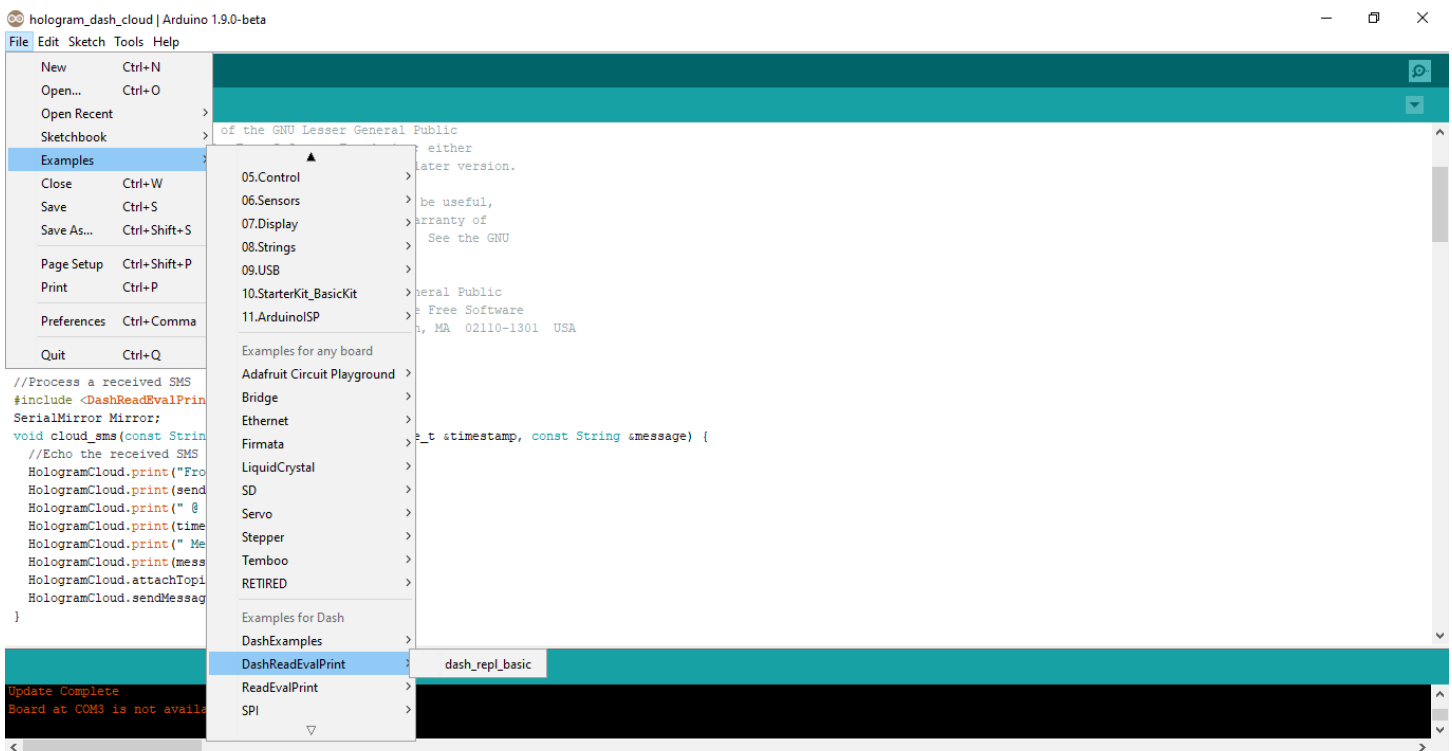 hologram_dash_cloud | Arduino 1.9.0-beta
File Edit Sketch Tools Help
New Ctrl+N
Open... Ctrl+O
Open Recent
Sketchbook
Examples
Close Ctrl+W
Save Ctrl+S
Save As... Ctrl+Shift+S
Page Setup Ctrl+Shift+P
Print Ctrl+P
Preferences Ctrl+Comma
Quit Ctrl+Q
05.Control
06.Sensors
07.Display
08.Strings
09.USB
10.StarterKit_BasicKit
11.ArduinoISP
Examples for any board
Adafruit Circuit Playground
Bridge
Ethernet
Firmata
LiquidCrystal
SD
Servo
Stepper
Temboo
RETIRED
Examples for Dash
DashExamples
DashReadEvalPrint
ReadEvalPrint
SPI
dash_repl_basic
of the GNU Lesser General Public
either
later version.
be useful,
arranty of
See the GNU
neral Public
e Free Software
n, MA 02110-1301 USA
//Process a received SMS
#include <DashReadEvalPrin
SerialMirror Mirror;
void cloud_sms(const Strin e_t &timestamp, const String &message) {
//Echo the received SMS
HologramCloud.print("Fro
HologramCloud.print(send
HologramCloud.print(" @
HologramCloud.print(time
HologramCloud.print(" Me
HologramCloud.print(mess
HologramCloud.attachTopi
HologramCloud.sendMessag
}
Update Complete
Board at COM3 is not availa